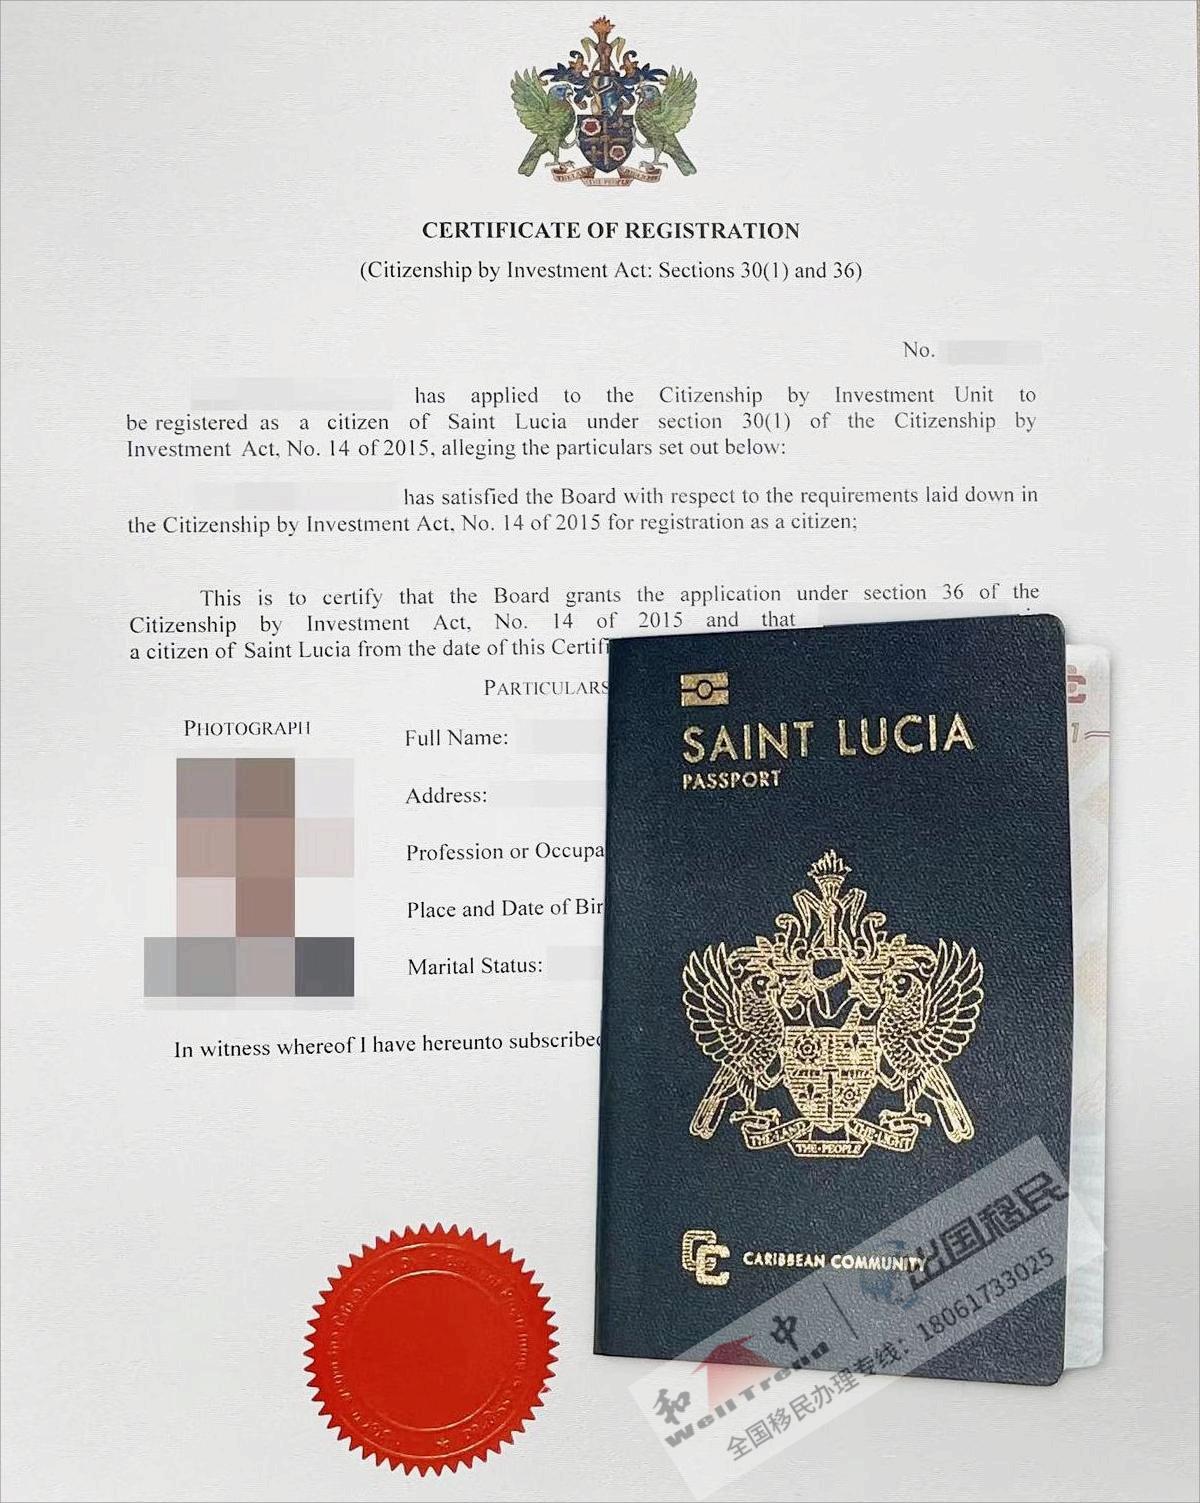 THE LAND
THE PEOPLE
CERTIFICATE OF REGISTRATION
(Citizenship by Investment Act: Sections 30(1) and 36)
No.
has applied to the Citizenship by Investment Unit to
be registered as a citizen of Saint Lucia under section 30(1) of the Citizenship by
Investment Act, No. 14 of 2015, alleging the particulars set out below:
has satisfied the Board with respect to the requirements laid down in
the Citizenship by Investment Act, No. 14 of 2015 for registration as a citizen;
This is to certify that the Board grants the application under section 36 of the
Citizenship by Investment Act, No. 14 of 2015 and that
a citizen of Saint Lucia from the date of this Certifi
PARTICULARS
PHOTOGRAPH
Full Name:
Address:
Profession or Occupa
Place and Date of Bir
Marital Status:
In witness whereof I have hereunto subscribed
SAINT LUCIA
PASSPORT
THE·LAND
THE·PEOPLE
THE·LIGHT
CARIBBEAN COMMUNITY
和中
Well Trend
出国移民
全国移民办理专线：18061733025